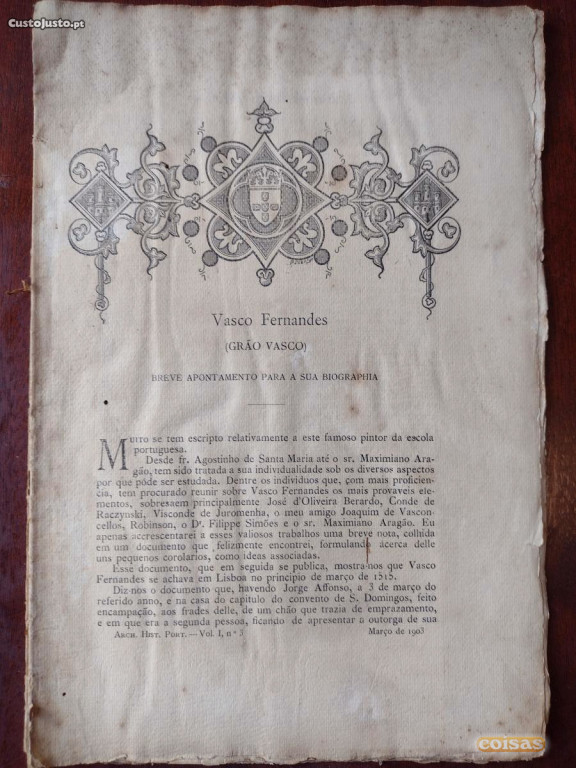 CustoJusto.pt
Vasco Fernandes
(GRÃO VASCO)
BREVE APONTAMENTO PARA A SUA BIOGRAPHIA
MUITO se tem escripto relativamente a este famoso pintor da escola
portuguesa.
Desde fr. Agostinho de Santa Maria até o sr. Maximiano Ara-
gão, tem sido tratada a sua individualidade sob os diversos aspectos
por que póde ser estudada. Dentre os individuos que, com mais proficien-
cia, tem procurado reunir sobre Vasco Fernandes os mais provaveis ele-
mentos, sobresaem principalmente José d'Oliveira Berardo, Conde de
Raczynski, Visconde de Juromenha, o meu amigo Joaquim de Vascon-
cellos, Robinson, o Dr. Filippe Simões e o sr. Maximiano Aragão. Eu
apenas accrescentarei a esses valiosos trabalhos uma breve nota, colhida
em um documento que felizmente encontrei, formulando ácerca delle
uns pequenos corolarios, como ideas associadas.
Esse documento, que em seguida se publica, mostra-nos que Vasco
Fernandes se achava em Lisboa no principio de março de 1515.
Diz-nos o documento que, havendo Jorge Affonso, a 3 de março do
referido anno, e na casa do capitulo do convento de S. Domingos, feito
encampação, aos frades delle, de um chão que trazia de emprazamento,
e em que era a segunda pessoa, ficando de apresentar a outorga de sua
ARCH. HIST. PORT. — Vol. I, n.º 3 Março de 1903
coisas